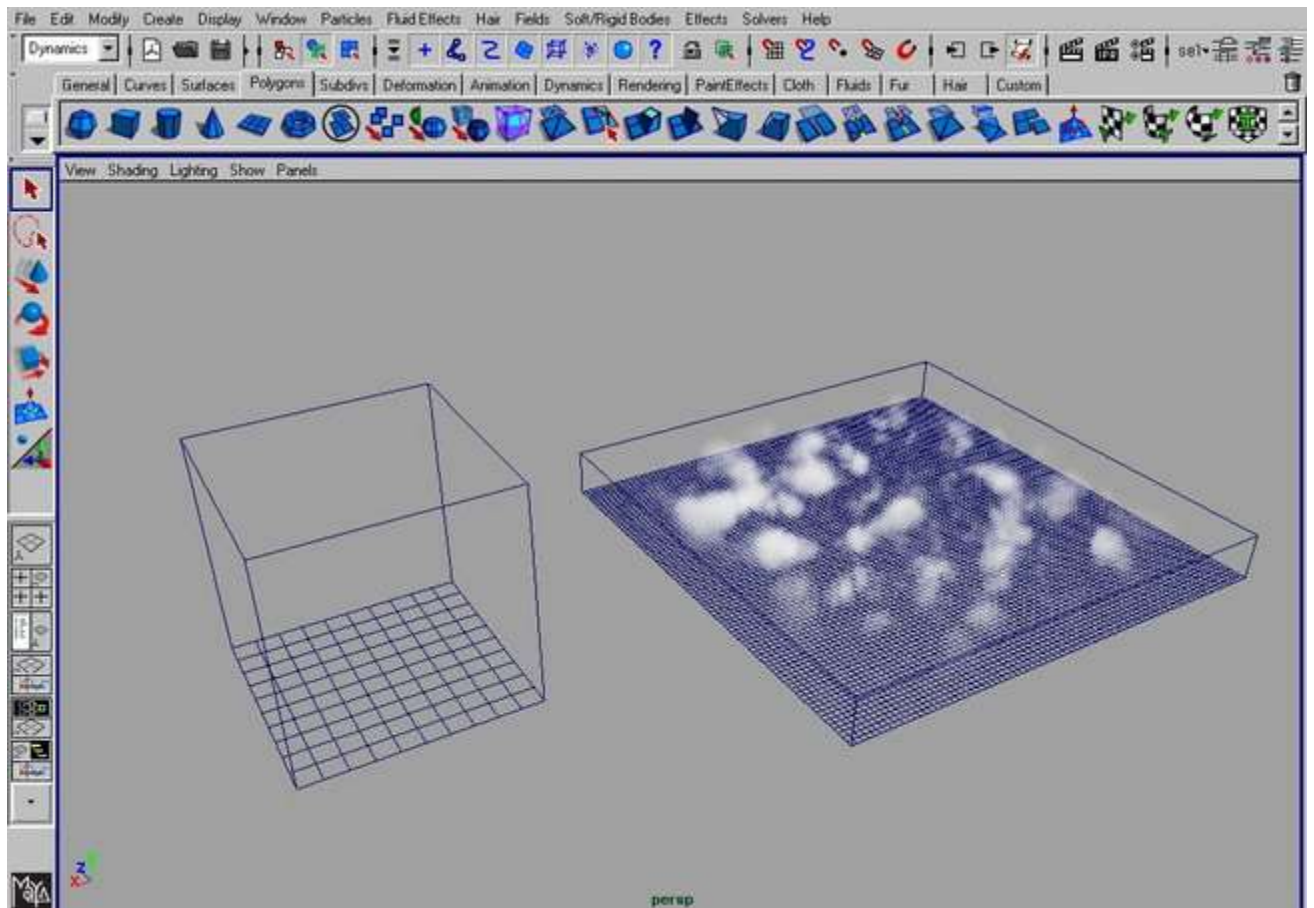 File Edit Modify Create Display Window Particles Fluid Effects Hair Fields Soft/Rigid Bodies Effects Solvers Help
Dynamics
sel
General Curves Surfaces Polygons Subdivs Deformation Animation Dynamics Rendering PaintEffects Cloth Fluids Fur Hair Custom
View Shading Lighting Show Panels
Z
X
persp
MAYA